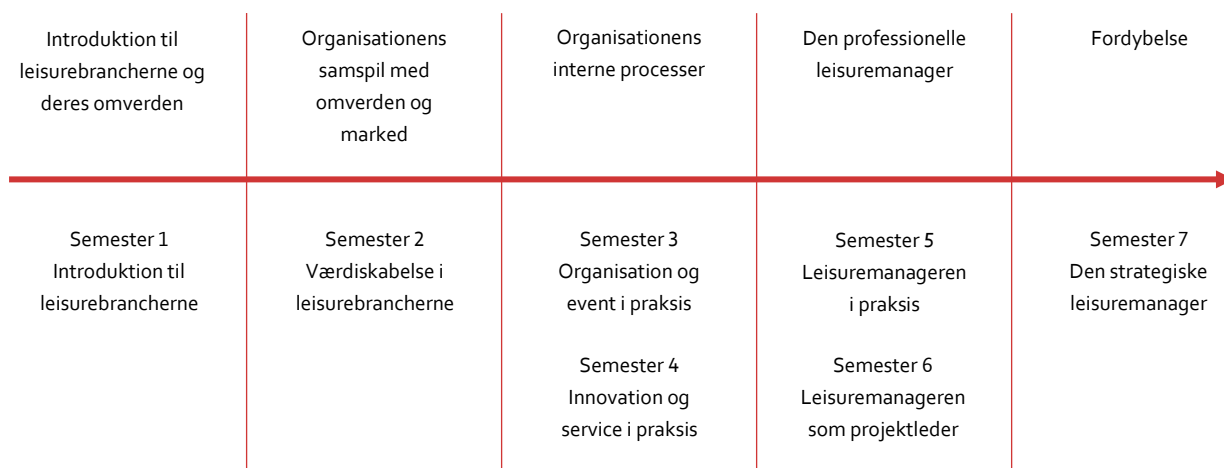 Introduktion til
leisurebrancherne og
deres omverden
Organisationens
samspil med
omverden og
marked
Organisationens
interne processer
Den professionelle
leisuremanager
Fordybelse
Semester 1
Introduktion til
leisurebrancherne
Semester 2
Værdiskabelse i
leisurebrancherne
Semester 3
Organisation og
event i praksis
Semester 4
Innovation og
service i praksis
Semester 5
Leisuremanageren
i praksis
Semester 6
Leisuremanageren
som projektleder
Semester 7
Den strategiske
leisuremanager